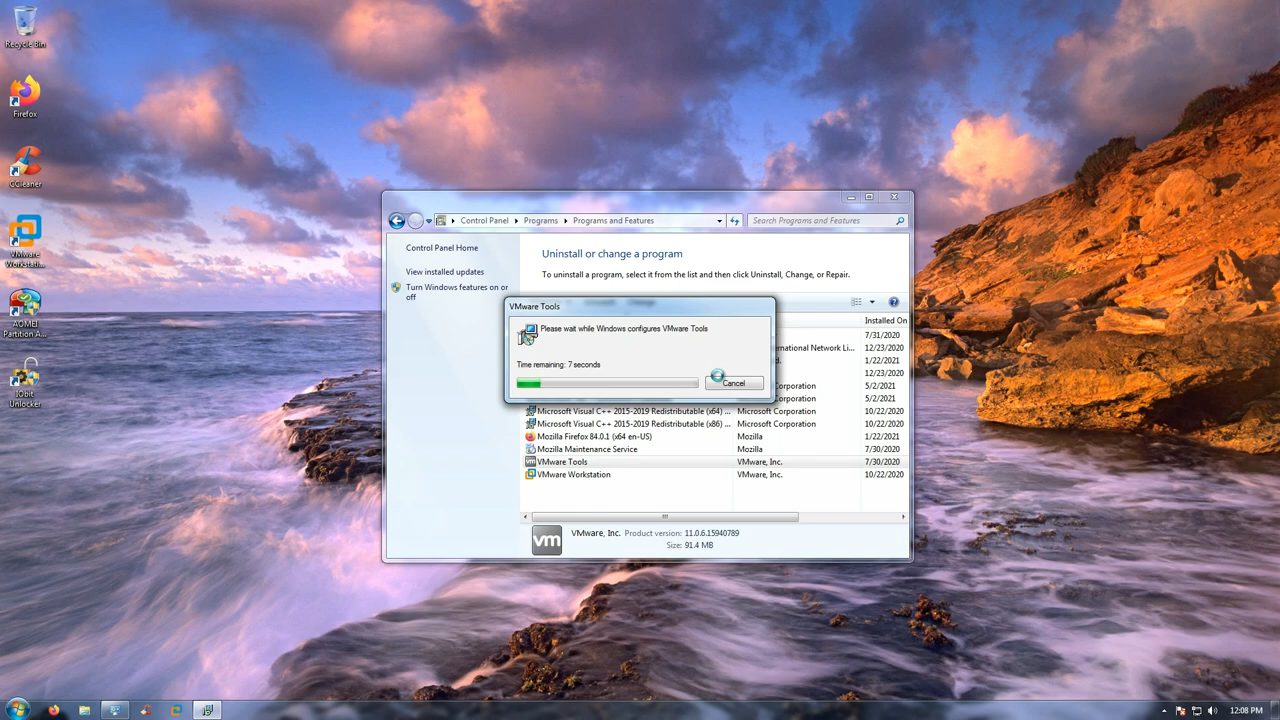 Recycle Bin
Firefox
CCleaner
VMware
Workstati...
AOMEI
Partition A...
IObit
Unlocker
Control Panel
Programs
Programs and Features
Search Programs and Features
Control Panel Home
View installed updates
Turn Windows features on or
off
Uninstall or change a program
To uninstall a program, select it from the list and then click Uninstall, Change, or Repair.
Installed On
7/31/2020
ernational Network Li... 12/23/2020
1/22/2021
12/23/2020
Corporation 5/2/2021
Corporation 5/2/2021
VMware Tools
Please wait while Windows configures VMware Tools
Time remaining: 7 seconds
Cancel
Microsoft Visual C++ 2015-2019 Redistributable (x64) ... Microsoft Corporation 10/22/2020
Microsoft Visual C++ 2015-2019 Redistributable (x86) ... Microsoft Corporation 10/22/2020
Mozilla Firefox 84.0.1 (x64 en-US) Mozilla 1/22/2021
Mozilla Maintenance Service Mozilla 7/30/2020
VMware Tools VMware, Inc. 7/30/2020
VMware Workstation VMware, Inc. 10/22/2020
vm
VMware, Inc. Product version: 11.0.6.15940789
Size: 91.4 MB
12:08 PM